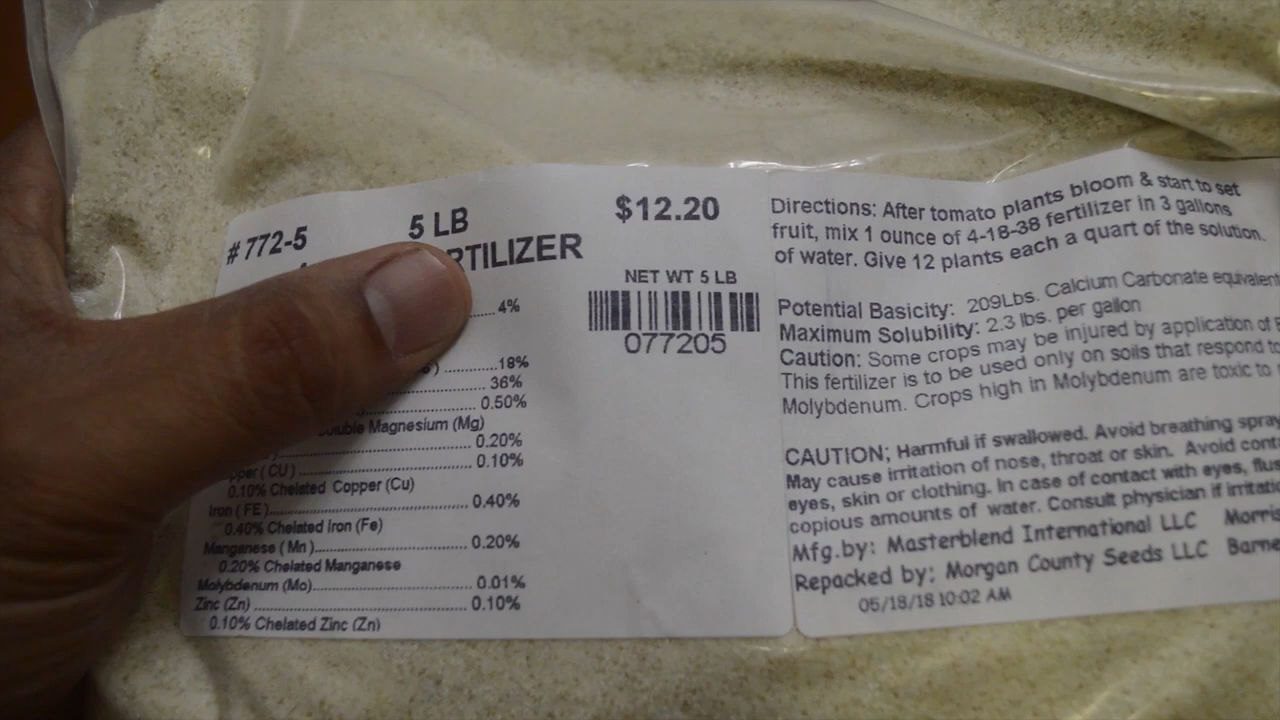 # 772-5 5 LB $12.20
RTILIZER
NET WT 5 LB
077205
4%
18%
36%
0.50%
Magnesium (Mg)
0.20%
( CU ) 0.10%
0.10% Chelated Copper (Cu)
Iron ( FE ) 0.40%
0.40% Chelated Iron (Fe)
Manganese ( Mn ) 0.20%
0.20% Chelated Manganese
Molybdenum (Mo) 0.01%
Zinc (Zn) 0.10%
0.10% Chelated Zinc (Zn)
Directions: After tomato plants bloom & start to set
fruit, mix 1 ounce of 4-18-38 fertilizer in 3 gallons
of water. Give 12 plants each a quart of the solution.
Potential Basicity: 209Lbs. Calcium Carbonate equivalent
Maximum Solubility: 2.3 lbs. per gallon
Caution: Some crops may be injured by application of
This fertilizer is to be used only on soils that respond to
Molybdenum. Crops high in Molybdenum are toxic to
CAUTION; Harmful if swallowed. Avoid breathing spray
May cause irritation of nose, throat or skin. Avoid cont
eyes, skin or clothing. In case of contact with eyes, flus
copious amounts of water. Consult physician if irritatio
Mfg.by: Masterblend International LLC Morris
Repacked by: Morgan County Seeds LLC Barne
05/18/18 10:02 AM